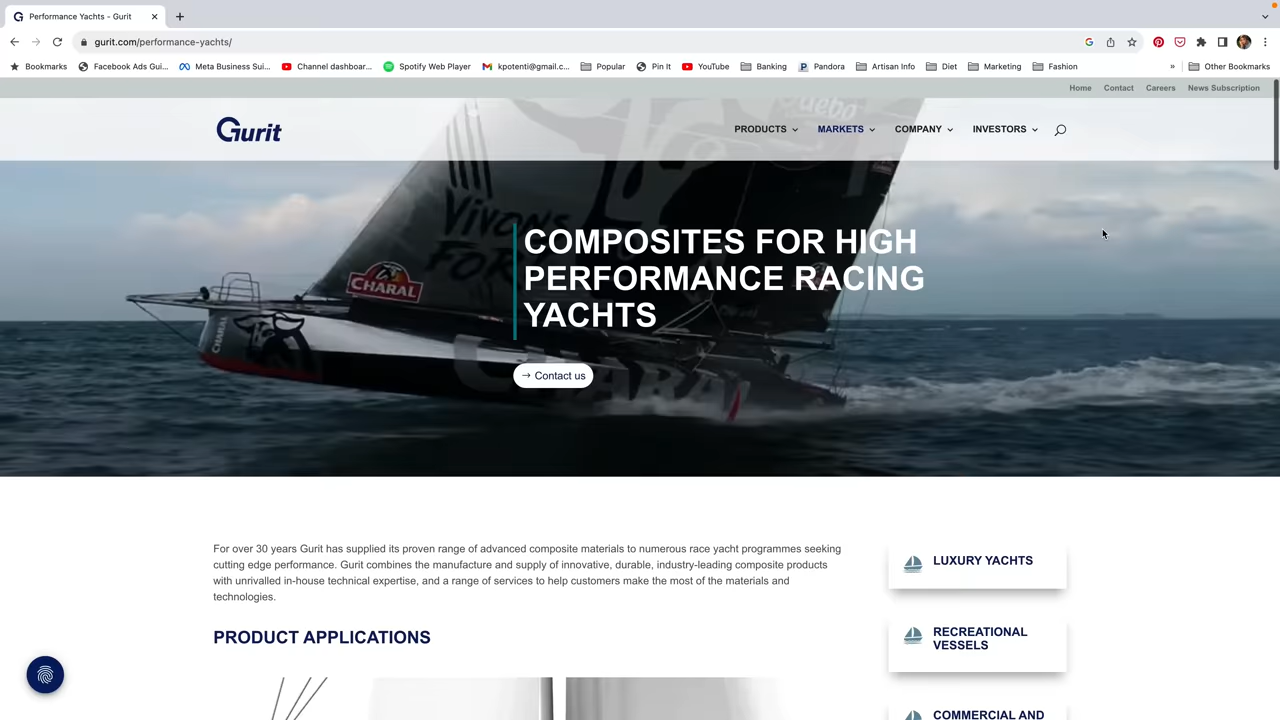 Performance Yachts - Gurit
gurit.com/performance-yachts/
Bookmarks
Facebook Ads Gui...
Meta Business Sui...
Channel dashboar...
Spotify Web Player
kpotenti@gmail.c...
Popular
Pin It
YouTube
Banking
Pandora
Artisan Info
Diet
Marketing
Fashion
»
Other Bookmarks
Home
Contact
Careers
News Subscription
Gurit
PRODUCTS
MARKETS
COMPANY
INVESTORS
VIVONS
FOR
CHARAL
CHARAL
CHARAL
COMPOSITES FOR HIGH
PERFORMANCE RACING
YACHTS
→ Contact us
For over 30 years Gurit has supplied its proven range of advanced composite materials to numerous race yacht programmes seeking
cutting edge performance. Gurit combines the manufacture and supply of innovative, durable, industry-leading composite products
with unrivalled in-house technical expertise, and a range of services to help customers make the most of the materials and
technologies.
PRODUCT APPLICATIONS
LUXURY YACHTS
RECREATIONAL
VESSELS
COMMERCIAL AND